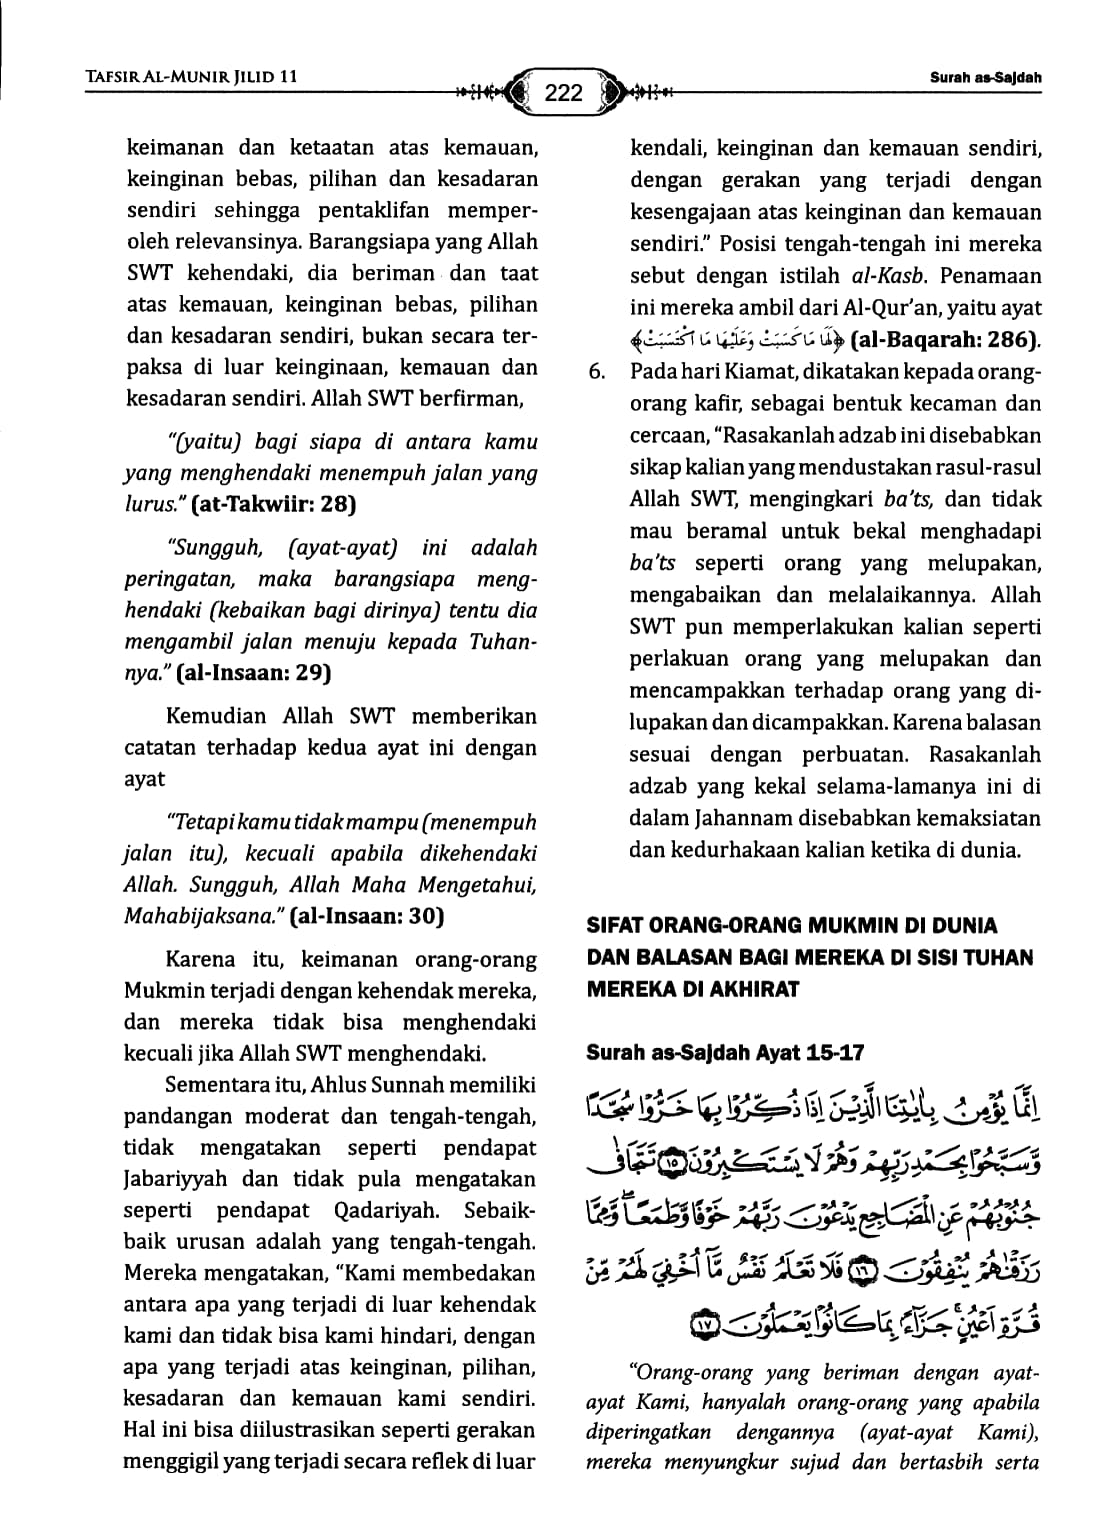 TAFSIR AL-MUNIR JILID 11
222
Surah as-Sajdah
keimanan dan ketaatan atas kemauan,
keinginan bebas, pilihan dan kesadaran
sendiri sehingga pentaklifan memper-
oleh relevansinya. Barangsiapa yang Allah
SWT kehendaki, dia beriman dan taat
atas kemauan, keinginan bebas, pilihan
dan kesadaran sendiri, bukan secara ter-
paksa di luar keinginaan, kemauan dan
kesadaran sendiri. Allah SWT berfirman,
"(yaitu) bagi siapa di antara kamu
yang menghendaki menempuh jalan yang
lurus." (at-Takwiir: 28)
"Sungguh, (ayat-ayat) ini adalah
peringatan, maka barangsiapa meng-
hendaki (kebaikan bagi dirinya) tentu dia
mengambil jalan menuju kepada Tuhan-
nya." (al-Insaan: 29)
Kemudian Allah SWT memberikan
catatan terhadap kedua ayat ini dengan
ayat
"Tetapi kamu tidak mampu (menempuh
jalan itu), kecuali apabila dikehendaki
Allah. Sungguh, Allah Maha Mengetahui,
Mahabijaksana." (al-Insaan: 30)
Karena itu, keimanan orang-orang
Mukmin terjadi dengan kehendak mereka,
dan mereka tidak bisa menghendaki
kecuali jika Allah SWT menghendaki.
Sementara itu, Ahlus Sunnah memiliki
pandangan moderat dan tengah-tengah,
tidak mengatakan seperti pendapat
Jabariyyah dan tidak pula mengatakan
seperti pendapat Qadariyah. Sebaik-
baik urusan adalah yang tengah-tengah.
Mereka mengatakan, "Kami membedakan
antara apa yang terjadi di luar kehendak
kami dan tidak bisa kami hindari, dengan
apa yang terjadi atas keinginan, pilihan,
kesadaran dan kemauan kami sendiri.
Hal ini bisa diilustrasikan seperti gerakan
menggigil yang terjadi secara reflek di luar
kendali, keinginan dan kemauan sendiri,
dengan gerakan yang terjadi dengan
kesengajaan atas keinginan dan kemauan
sendiri." Posisi tengah-tengah ini mereka
sebut dengan istilah al-Kasb. Penamaan
ini mereka ambil dari Al-Qur'an, yaitu ayat
﴿لَهَا مَا كَسَبَتْ وَعَلَيْهَا مَا اكْتَسَبَتْ﴾ (al-Baqarah: 286).
6. Pada hari Kiamat, dikatakan kepada orang-
orang kafir, sebagai bentuk kecaman dan
cercaan, "Rasakanlah adzab ini disebabkan
sikap kalian yang mendustakan rasul-rasul
Allah SWT, mengingkari ba'ts, dan tidak
mau beramal untuk bekal menghadapi
ba'ts seperti orang yang melupakan,
mengabaikan dan melalaikannya. Allah
SWT pun memperlakukan kalian seperti
perlakuan orang yang melupakan dan
mencampakkan terhadap orang yang di-
lupakan dan dicampakkan. Karena balasan
sesuai dengan perbuatan. Rasakanlah
adzab yang kekal selama-lamanya ini di
dalam Jahannam disebabkan kemaksiatan
dan kedurhakaan kalian ketika di dunia.
SIFAT ORANG-ORANG MUKMIN DI DUNIA
DAN BALASAN BAGI MEREKA DI SISI TUHAN
MEREKA DI AKHIRAT
Surah as-Sajdah Ayat 15-17
اِنَّمَا يُؤْمِنُ بِاٰيٰتِنَا الَّذِيْنَ اِذَا ذُكِّرُوْا بِهَا خَرُّوْا سُجَّدًا
وَّسَبَّحُوْا بِحَمْدِ رَبِّهِمْ وَهُمْ لَا يَسْتَكْبِرُوْنَ ١٥ تَتَجَافٰى
جُنُوْبُهُمْ عَنِ الْمَضَاجِعِ يَدْعُوْنَ رَبَّهُمْ خَوْفًا وَّطَمَعًاۖ وَّمِمَّا
رَزَقْنٰهُمْ يُنْفِقُوْنَ ١٦ فَلَا تَعْلَمُ نَفْسٌ مَّآ اُخْفِيَ لَهُمْ مِّنْ
قُرَّةِ اَعْيُنٍۚ جَزَاۤءً بِمَا كَانُوْا يَعْمَلُوْنَ ١٧
"Orang-orang yang beriman dengan ayat-
ayat Kami, hanyalah orang-orang yang apabila
diperingatkan dengannya (ayat-ayat Kami),
mereka menyungkur sujud dan bertasbih serta